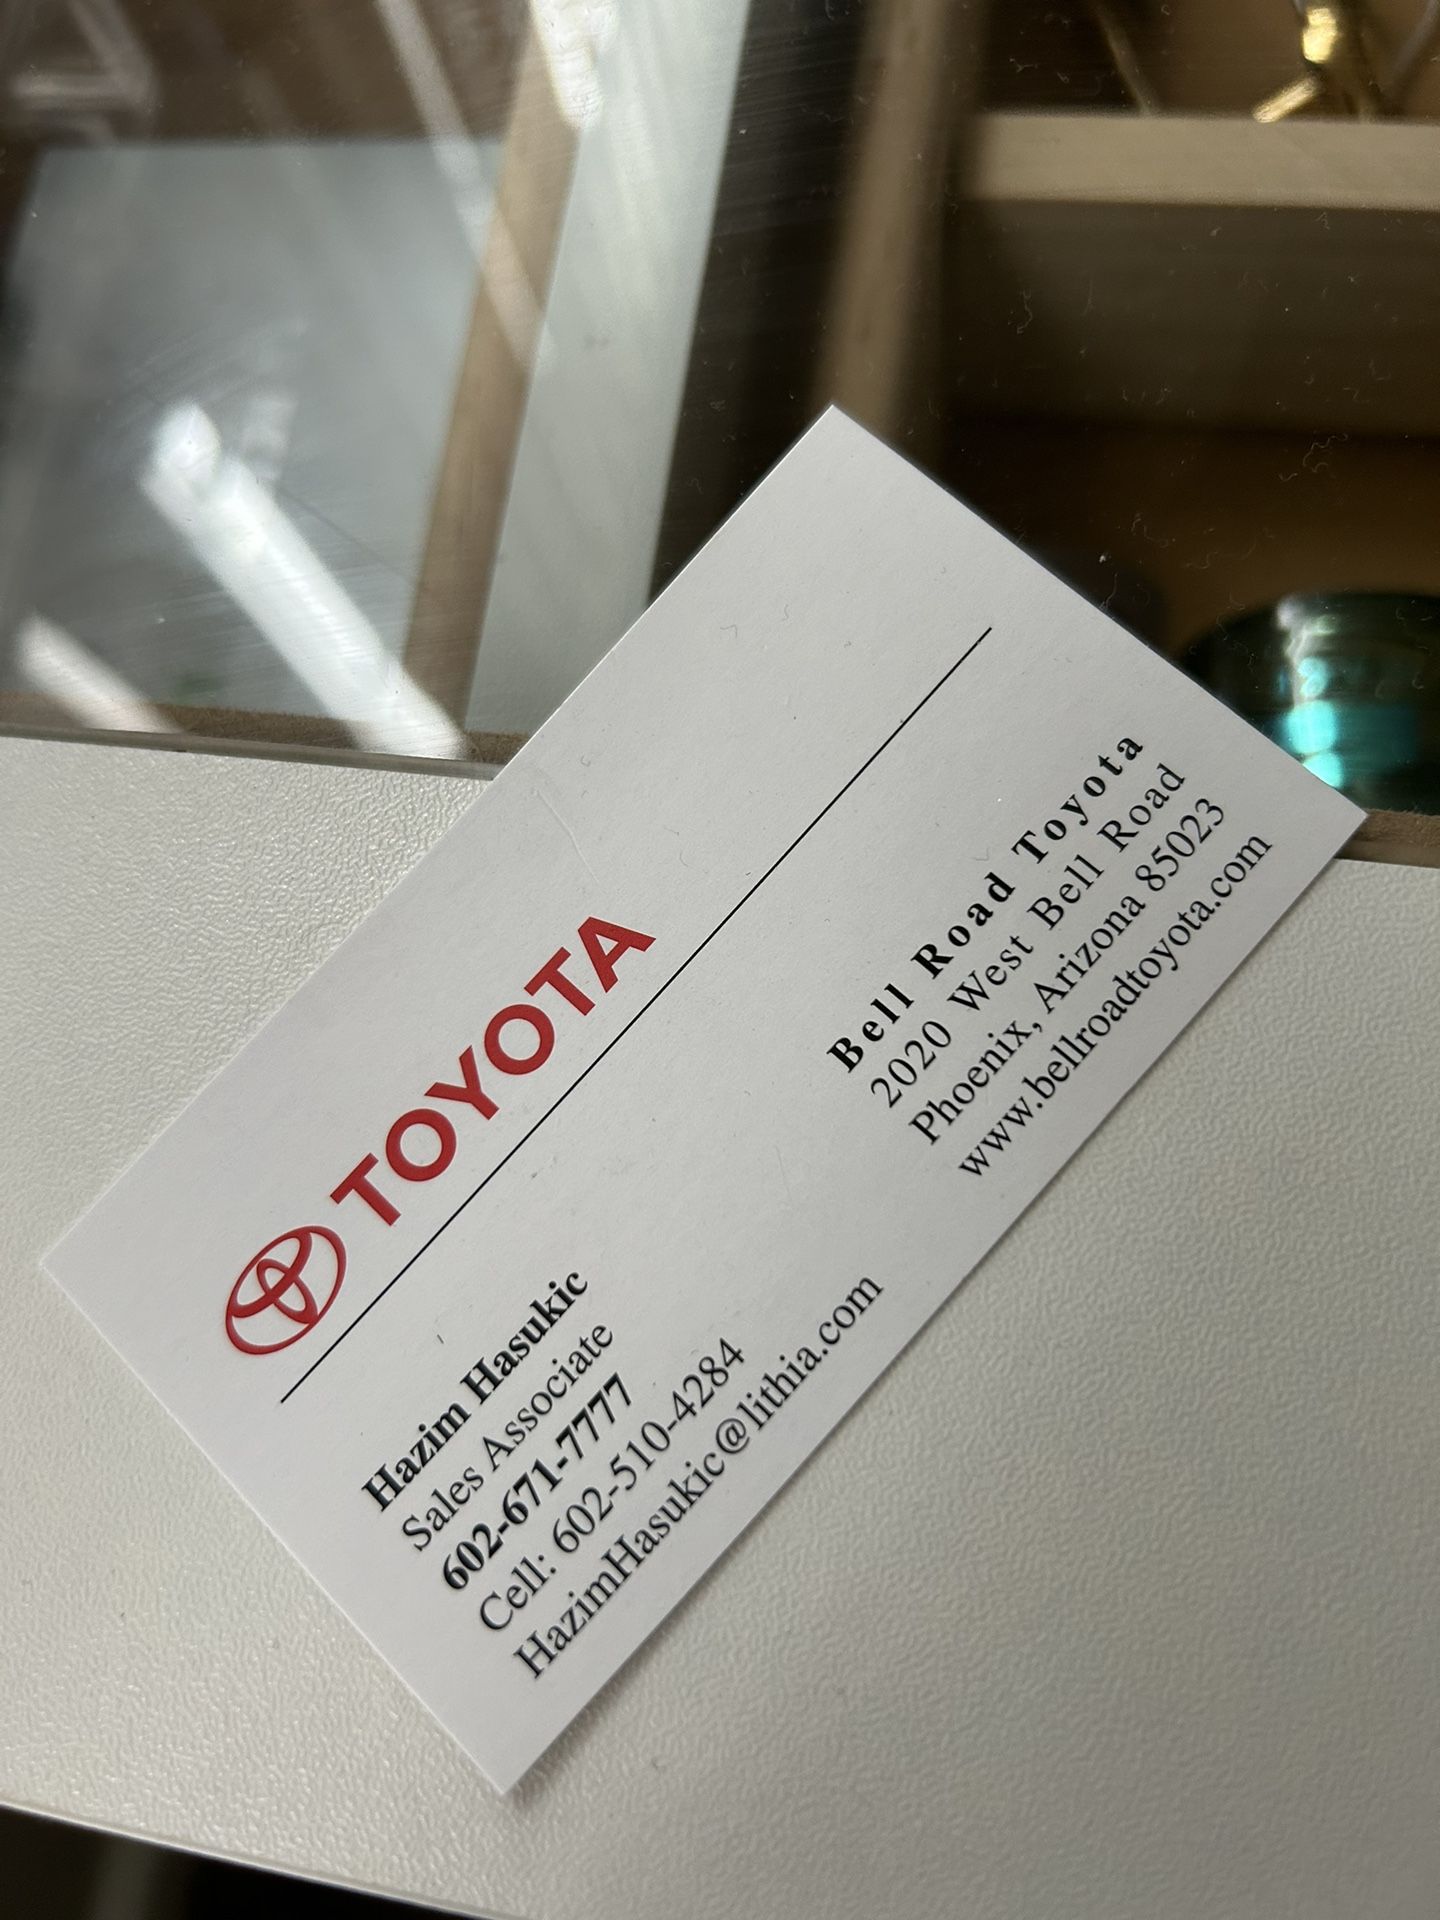 TOYOTA
Hazim Hasukic
Sales Associate
602-671-7777
Cell: 602-510-4284
HazimHasukic@lithia.com
Bell Road Toyota
2020 West Bell Road
Phoenix, Arizona 85023
www.bellroadtoyota.com